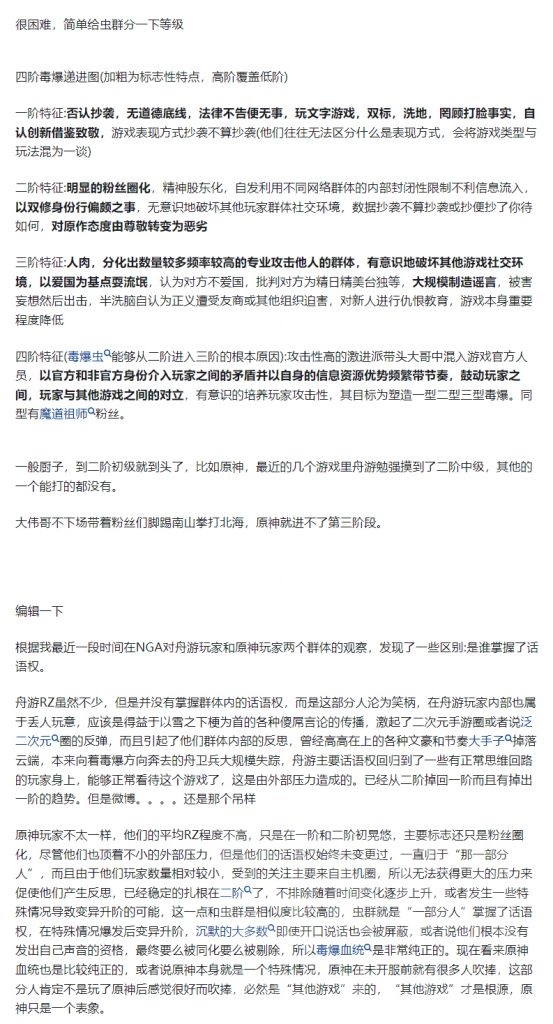 很困难，简单给虫群分一下等级
四阶毒爆递进图(加粗为标志性特点，高阶覆盖低阶)
一阶特征:否认抄袭，无道德底线，法律不告便无事，玩文字游戏，双标，洗地，罔顾打脸事实，自
认创新借鉴致敬，游戏表现方式抄袭不算抄袭(他们往往无法区分什么是表现方式，会将游戏类型与
玩法混为一谈)
二阶特征:明显的粉丝圈化，精神股东化，自发利用不同网络群体的内部封闭性限制不利信息流入，
以双修身份行偏颇之事，无意识地破坏其他玩家群体社交环境，数据抄袭不算抄袭或抄便抄了你待
如何，对原作态度由尊敬转变为恶劣
三阶特征:人肉，分化出数量较多频率较高的专业攻击他人的群体，有意识地破坏其他游戏社交环
境，以爱国为基点耍流氓，认为对方不爱国，批判对方为精日精美台独等，大规模制造谣言，被害
妄想然后出击，半洗脑自认为正义遭受友商或其他组织迫害，对新人进行仇恨教育，游戏本身重要
程度降低
四阶特征(毒爆虫能够从二阶进入三阶的根本原因):攻击性高的激进派带头大哥中混入游戏官方人
员，以官方和非官方身份介入玩家之间的矛盾并以自身的信息资源优势频繁带节奏，鼓动玩家之
间，玩家与其他游戏之间的对立，有意识的培养玩家攻击性，其目标为塑造一型二型三型毒爆。同
型有魔道祖师粉丝。
一般厨子，到二阶初级就到头了，比如原神，最近的几个游戏里舟游勉强摸到了二阶中级，其他的
一个能打的都没有。
大伟哥不下场带着粉丝们脚踢南山拳打北海，原神就进不了第三阶段。
编辑一下
根据我最近一段时间在NGA对舟游玩家和原神玩家两个群体的观察，发现了一些区别:是谁掌握了话
语权。
舟游RZ虽然不少，但是并没有掌握群体内的话语权，而是这部分人沦为笑柄，在舟游玩家内部也属
于丢人玩意，应该是得益于以雪之下梗为首的各种傻屌言论的传播，激起了二次元手游圈或者说泛
二次元圈的反弹，而且引起了他们群体内部的反思，曾经高高在上的各种文豪和节奏大手子掉落
云端，本来向着毒爆方向奔去的舟卫兵大规模失踪，舟游主要话语权回归到了一些有正常思维回路
的玩家身上，能够正常看待这个游戏了，这是由外部压力造成的。已经从二阶掉回一阶而且有掉出
一阶的趋势。但是微博。。。。还是那个吊样
原神玩家不太一样，他们的平均RZ程度不高，只是在一阶和二阶初晃悠，主要标志还只是粉丝圈
化，尽管他们也顶着不小的外部压力，但是他们的话语权始终未变更过，一直归于“那一部分
人”，而且由于他们玩家数量相对较小，受到的关注主要来自主机圈，所以无法获得更大的压力来
促使他们产生反思，已经稳定的扎根在二阶了，不排除随着时间变化逐步上升，或者发生一些特
殊情况导致变异升阶的可能，这一点和虫群是相似度比较高的，虫群就是“一部分人”掌握了话语
权，在特殊情况爆发后变异升阶，沉默的大多数即使开口说话也会被屏蔽，或者说他们根本没有
发出自己声音的资格，最终要么被同化要么被剔除，所以毒爆血统是非常纯正的。现在看来原神
血统也是比较纯正的，或者说原神本身就是一个特殊情况，原神在未开服前就有很多人吹捧，这部
分人肯定不是玩了原神后感觉很好而吹捧，必然是“其他游戏”来的，“其他游戏”才是根源，原
神只是一个表象。